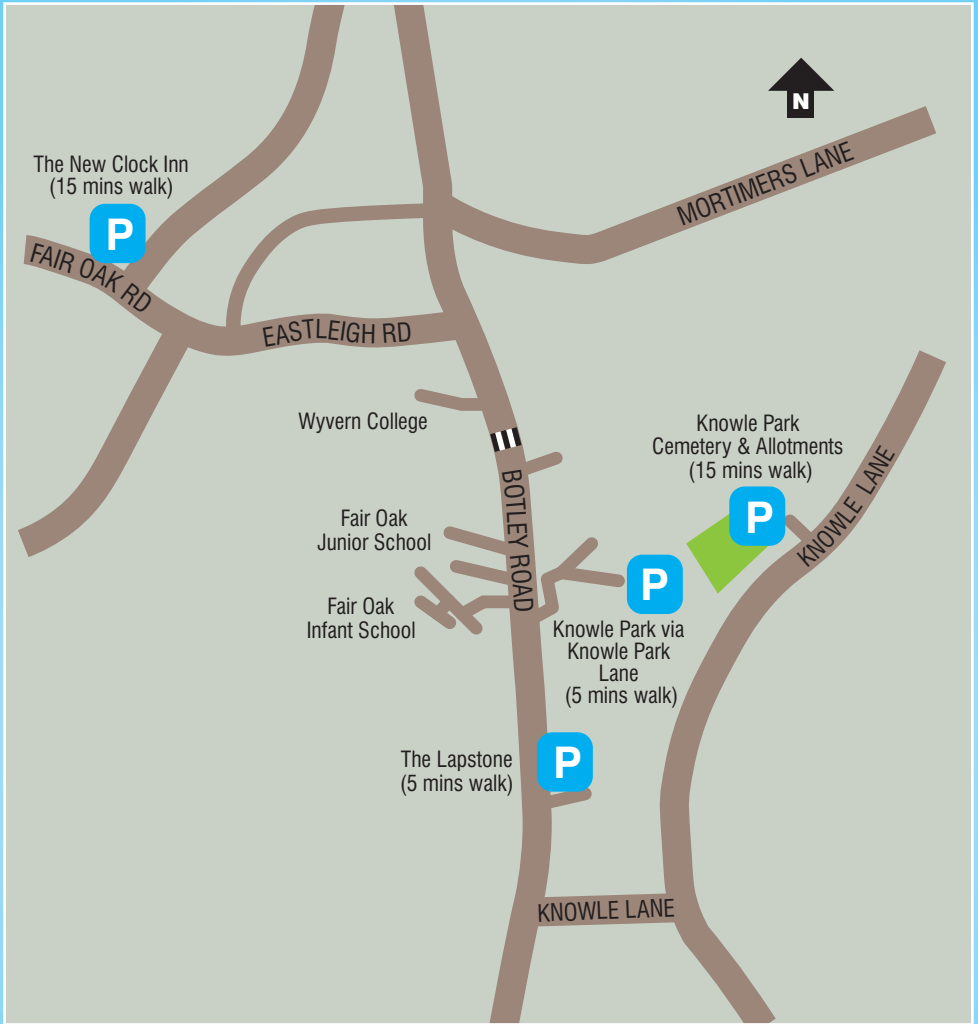 N
MORTIMERS LANE
The New Clock Inn
(15 mins walk)
P
FAIR OAK RD
EASTLEIGH RD
Wyvern College
Knowle Park
Cemetery & Allotments
(15 mins walk)
P
KNOWLE LANE
BOTLEY ROAD
Fair Oak
Junior School
Fair Oak
Infant School
P
Knowle Park via
Knowle Park
Lane
(5 mins walk)
The Lapstone
(5 mins walk)
P
KNOWLE LANE